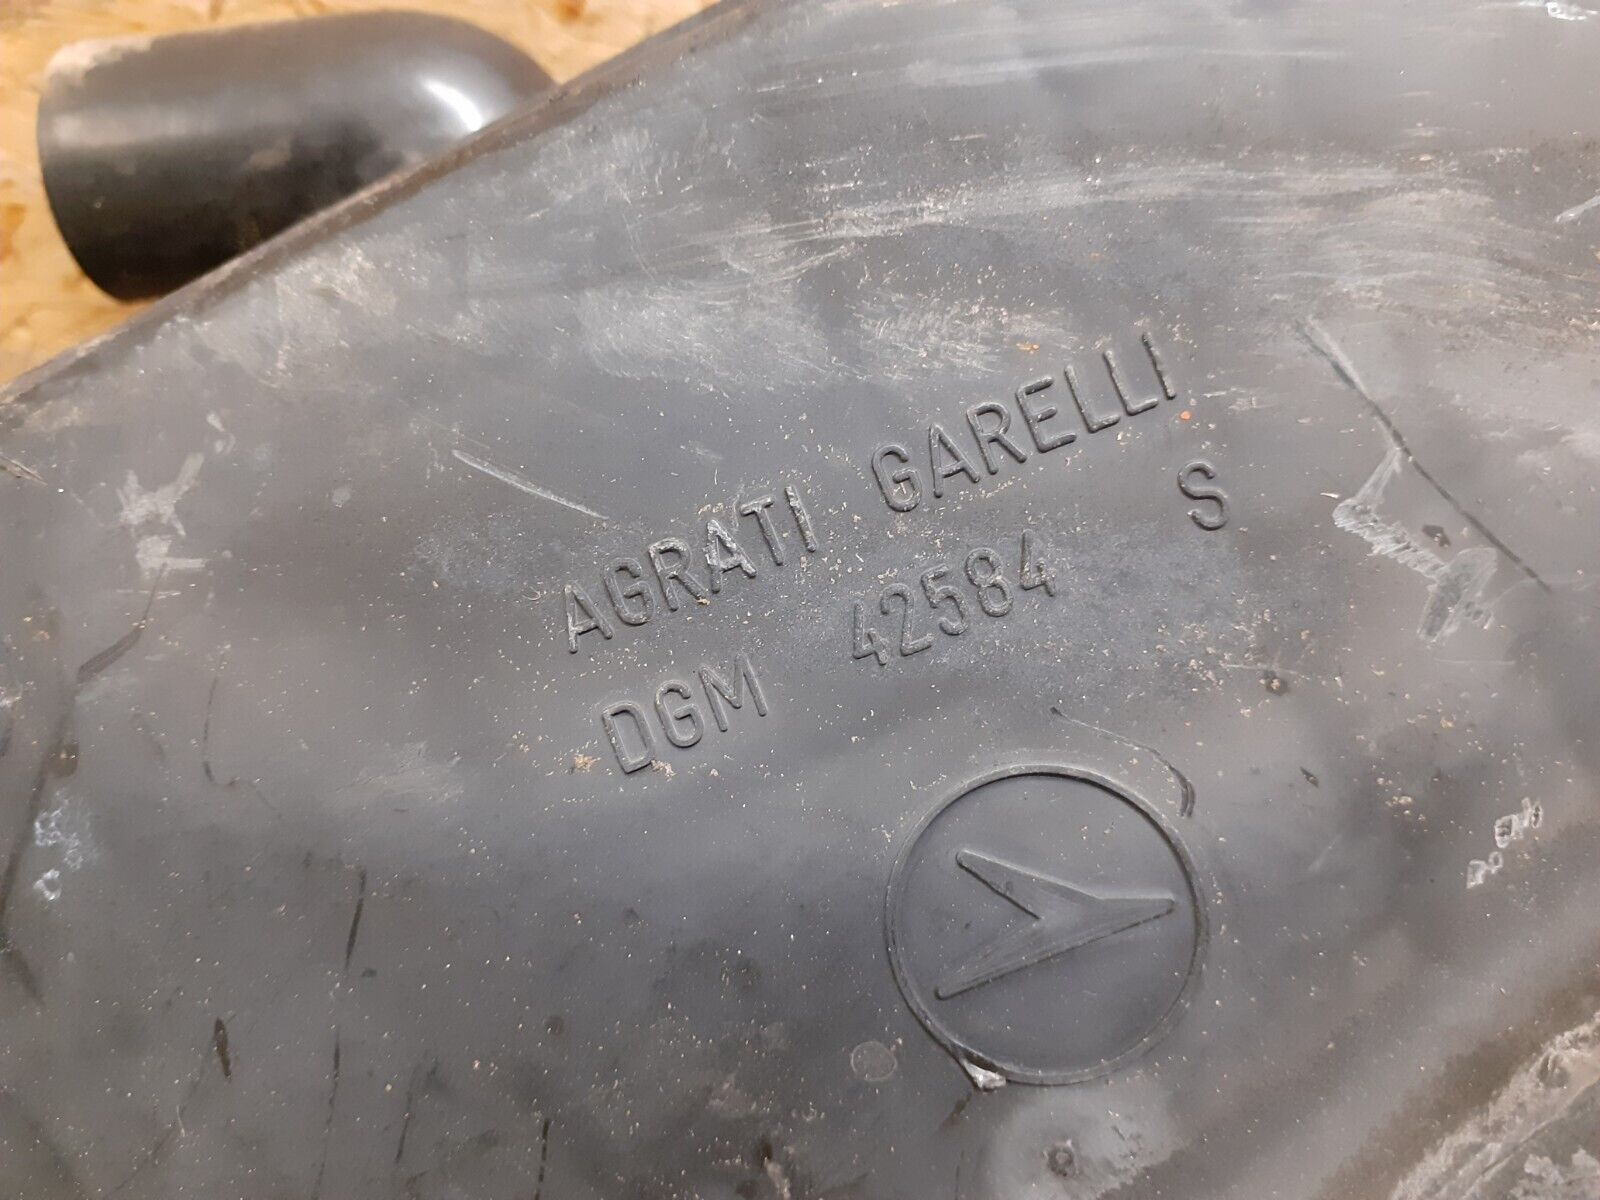 AGRATI GARELLI
DGM 42584 S